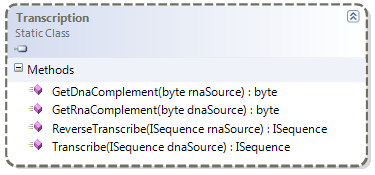 Transcription
Static Class
Methods
GetDnaComplement(byte rnaSource) : byte
GetRnaComplement(byte dnaSource) : byte
ReverseTranscribe(ISequence rnaSource) : ISequence
Transcribe(ISequence dnaSource) : ISequence